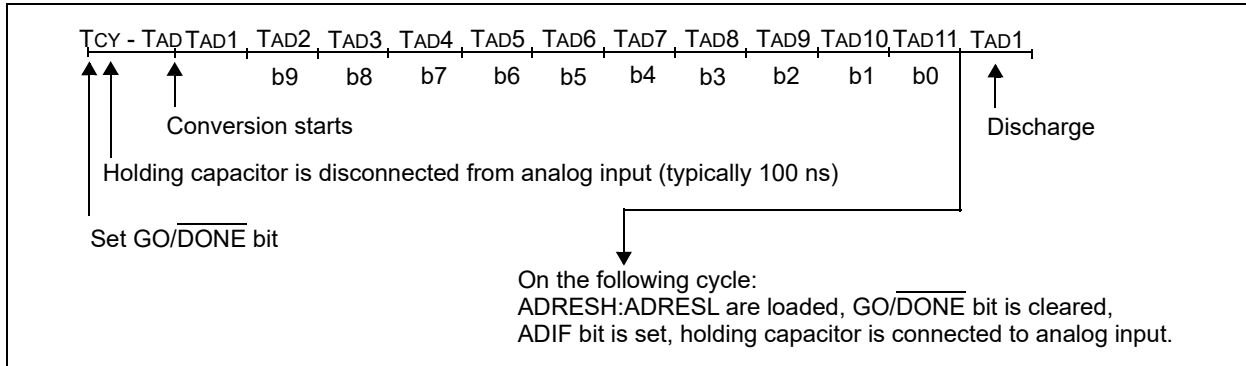 TCY - TAD TAD1 TAD2 TAD3 TAD4 TAD5 TAD6 TAD7 TAD8 TAD9 TAD10 TAD11 TAD1
b9 b8 b7 b6 b5 b4 b3 b2 b1 b0
Conversion starts
Discharge
Holding capacitor is disconnected from analog input (typically 100 ns)
Set GO/DONE bit
On the following cycle:
ADRESH:ADRESL are loaded, GO/DONE bit is cleared,
ADIF bit is set, holding capacitor is connected to analog input.